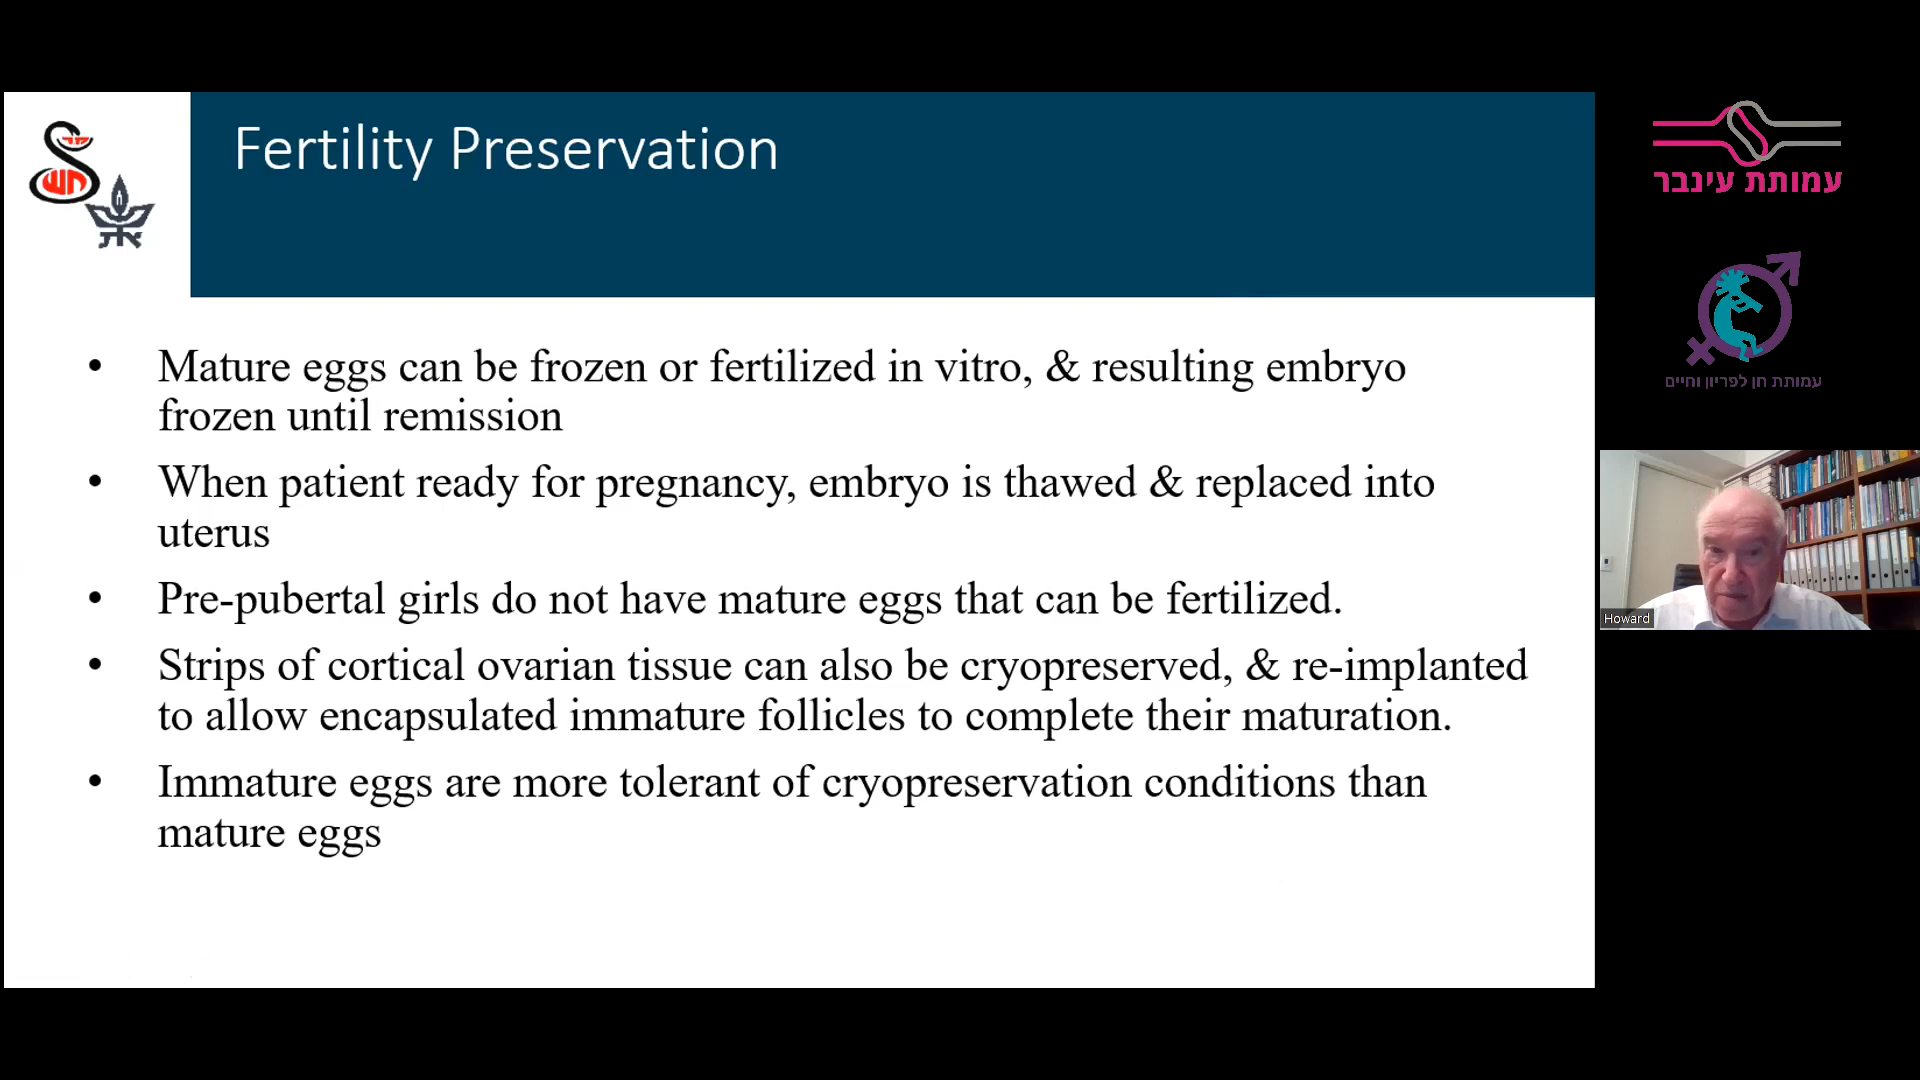 Fertility Preservation
• Mature eggs can be frozen or fertilized in vitro, & resulting embryo
frozen until remission
• When patient ready for pregnancy, embryo is thawed & replaced into
uterus
• Pre-pubertal girls do not have mature eggs that can be fertilized.
• Strips of cortical ovarian tissue can also be cryopreserved, & re-implanted
to allow encapsulated immature follicles to complete their maturation.
• Immature eggs are more tolerant of cryopreservation conditions than
mature eggs
עמותת עינבר
עמותת חן לפריון וחיים
Howard